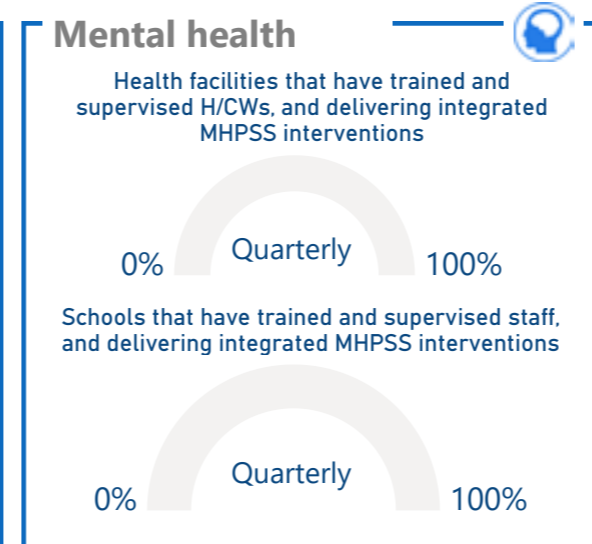 Mental health
Health facilities that have trained and
supervised H/CWs, and delivering integrated
MHPSS interventions
0%
Quarterly
100%
Schools that have trained and supervised staff,
and delivering integrated MHPSS interventions
0%
Quarterly
100%